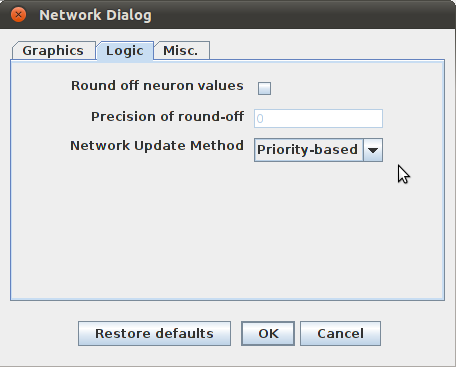 Network Dialog
Graphics Logic Misc.
Round off neuron values
Precision of round-off 0
Network Update Method Priority-based
Restore defaults OK Cancel